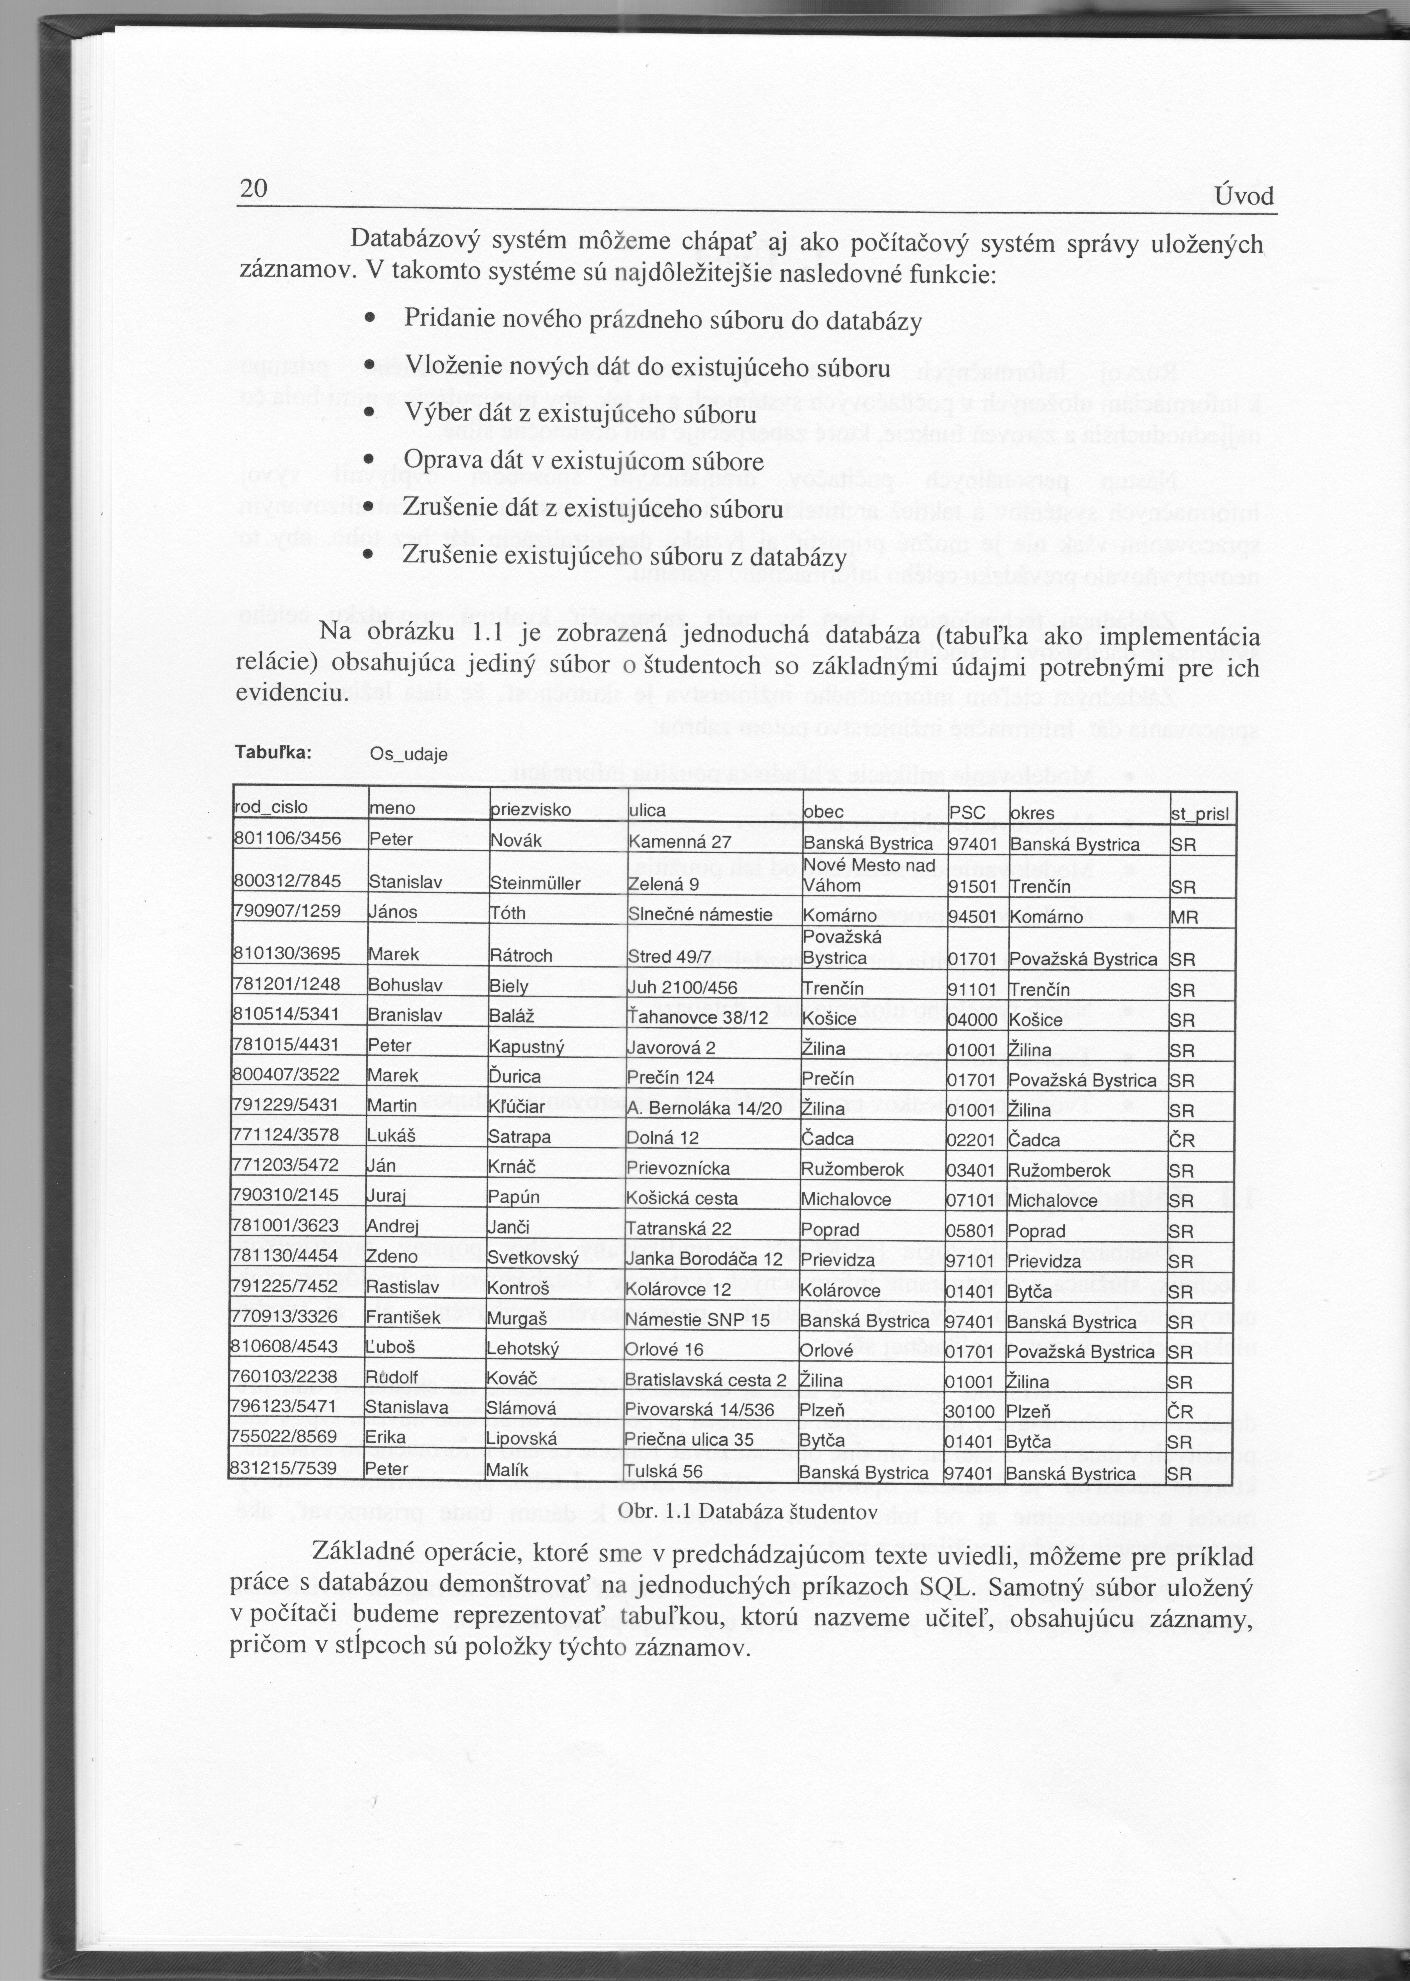 20
Úvod
Databázový systém môžeme chápať aj ako počítačový systém správy uložených
záznamov. V takomto systéme sú najdôležitejšie nasledovné funkcie:
• Pridanie nového prázdneho súboru do databázy
• Vloženie nových dát do existujúceho súboru
• Výber dát z existujúceho súboru
• Oprava dát v existujúcom súbore
• Zrušenie dát z existujúceho súboru
• Zrušenie existujúceho súboru z databázy
Na obrázku 1.1 je zobrazená jednoduchá databáza (tabuľka ako implementácia
relácie) obsahujúca jediný súbor o študentoch so základnými údajmi potrebnými pre ich
evidenciu.
Tabuľka: Os_udaje
rod_cislo meno priezvisko ulica obec PSC okres st_prisl
801106/3456 Peter Novák Kamenná 27 Banská Bystrica 97401 Banská Bystrica SR
800312/7845 Stanislav Steinmüller Zelená 9 Nové Mesto nad Váhom 91501 Trenčín SR
790907/1259 János Tóth Slnečné námestie Komárno 94501 Komárno MR
810130/3695 Marek Rátroch Stred 49/7 Považská Bystrica 01701 Považská Bystrica SR
781201/1248 Bohuslav Biely Juh 2100/456 Trenčín 91101 Trenčín SR
810514/5341 Branislav Baláž Ťahanovce 38/12 Košice 04000 Košice SR
781015/4431 Peter Kapustný Javorová 2 Žilina 01001 Žilina SR
800407/3522 Marek Ďurica Prečín 124 Prečín 01701 Považská Bystrica SR
791229/5431 Martin Kľúčiar A. Bernoláka 14/20 Žilina 01001 Žilina SR
771124/3578 Lukáš Satrapa Dolná 12 Čadca 02201 Čadca ČR
771203/5472 Ján Krnáč Prievoznícka Ružomberok 03401 Ružomberok SR
790310/2145 Juraj Papún Košická cesta Michalovce 07101 Michalovce SR
781001/3623 Andrej Janči Tatranská 22 Poprad 05801 Poprad SR
781130/4454 Zdeno Svetkovský Janka Borodáča 12 Prievidza 97101 Prievidza SR
791225/7452 Rastislav Kontroš Kolárovce 12 Kolárovce 01401 Bytča SR
770913/3326 František Murgaš Námestie SNP 15 Banská Bystrica 97401 Banská Bystrica SR
810608/4543 Ľuboš Lehotský Orlové 16 Orlové 01701 Považská Bystrica SR
760103/2238 Rudolf Kováč Bratislavská cesta 2 Žilina 01001 Žilina SR
796123/5471 Stanislava Slámová Pivovarská 14/536 Plzeň 30100 Plzeň ČR
755022/8569 Erika Lipovská Priečna ulica 35 Bytča 01401 Bytča SR
831215/7539 Peter Malík Tulská 56 Banská Bystrica 97401 Banská Bystrica SR
Obr. 1.1 Databáza študentov
Základné operácie, ktoré sme v predchádzajúcom texte uviedli, môžeme pre príklad
práce s databázou demonštrovať na jednoduchých príkazoch SQL. Samotný súbor uložený
v počítači budeme reprezentovať tabuľkou, ktorú nazveme učiteľ, obsahujúcu záznamy,
pričom v stĺpcoch sú položky týchto záznamov.